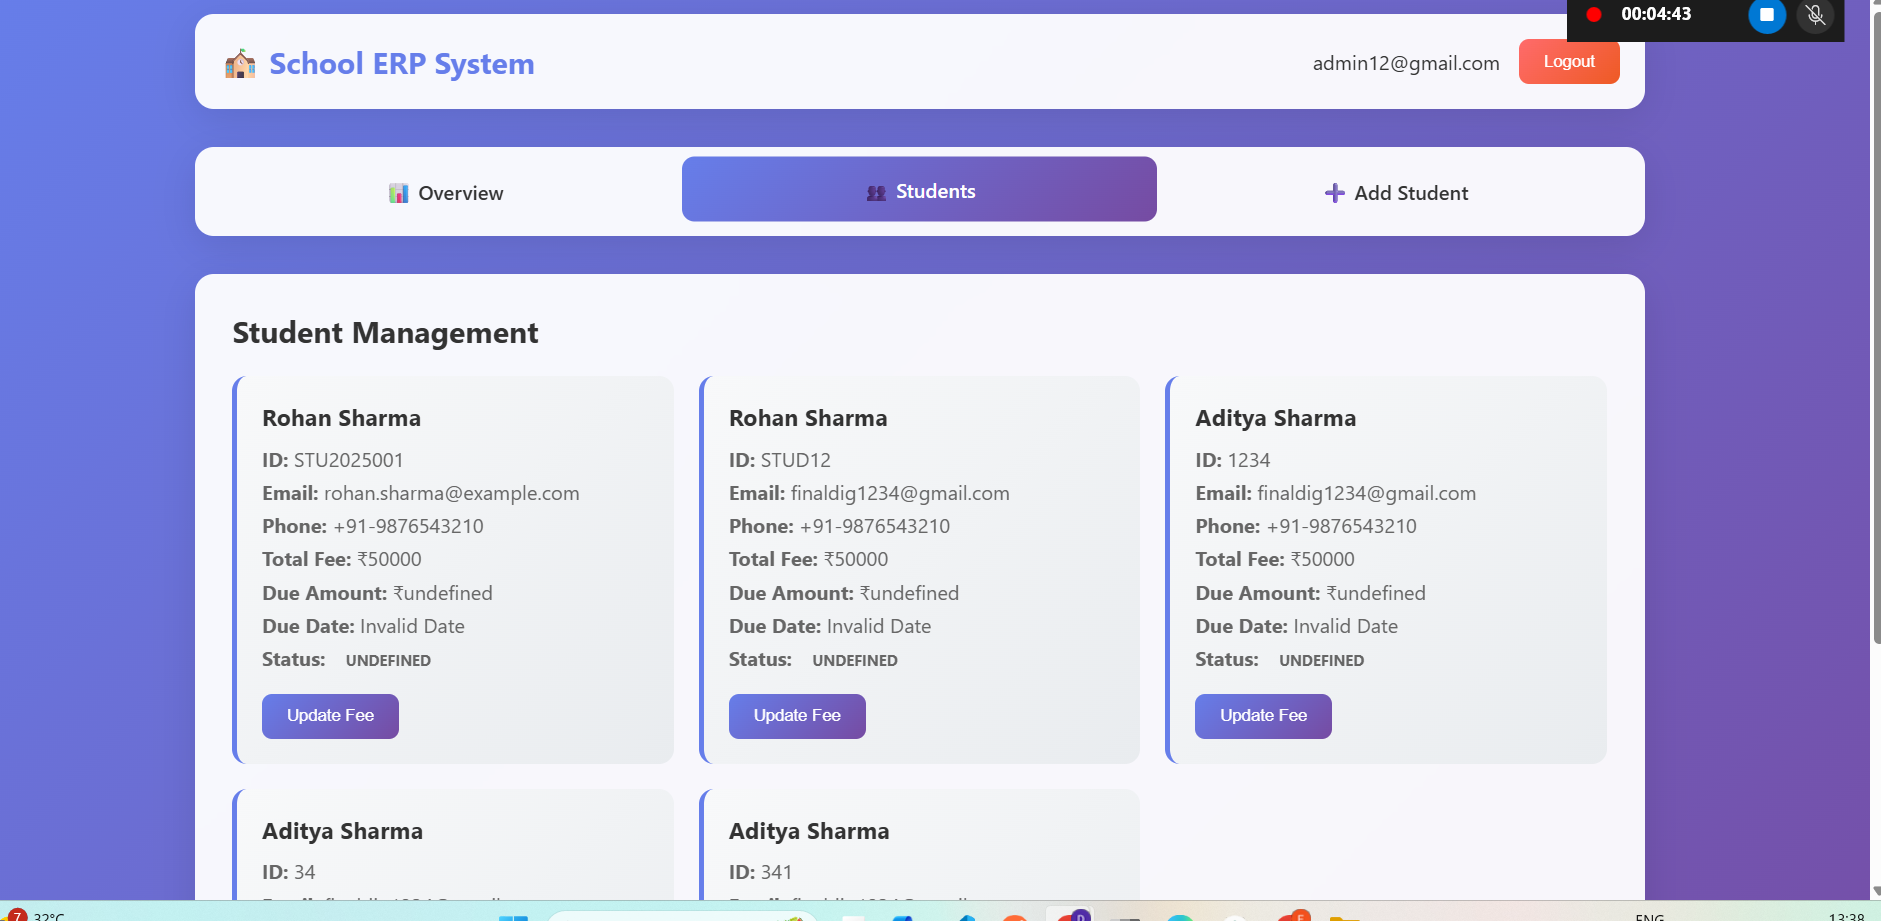 00:04:43
School ERP System
admin12@gmail.com
Logout
Overview
Students
Add Student
Student Management
Rohan Sharma
ID: STU2025001
Email: rohan.sharma@example.com
Phone: +91-9876543210
Total Fee: ₹50000
Due Amount: ₹undefined
Due Date: Invalid Date
Status: UNDEFINED
Update Fee
Rohan Sharma
ID: STUD12
Email: finaldig1234@gmail.com
Phone: +91-9876543210
Total Fee: ₹50000
Due Amount: ₹undefined
Due Date: Invalid Date
Status: UNDEFINED
Update Fee
Aditya Sharma
ID: 1234
Email: finaldig1234@gmail.com
Phone: +91-9876543210
Total Fee: ₹50000
Due Amount: ₹undefined
Due Date: Invalid Date
Status: UNDEFINED
Update Fee
Aditya Sharma
ID: 34
Aditya Sharma
ID: 341
7
32°C
D
E
ENG
13:38